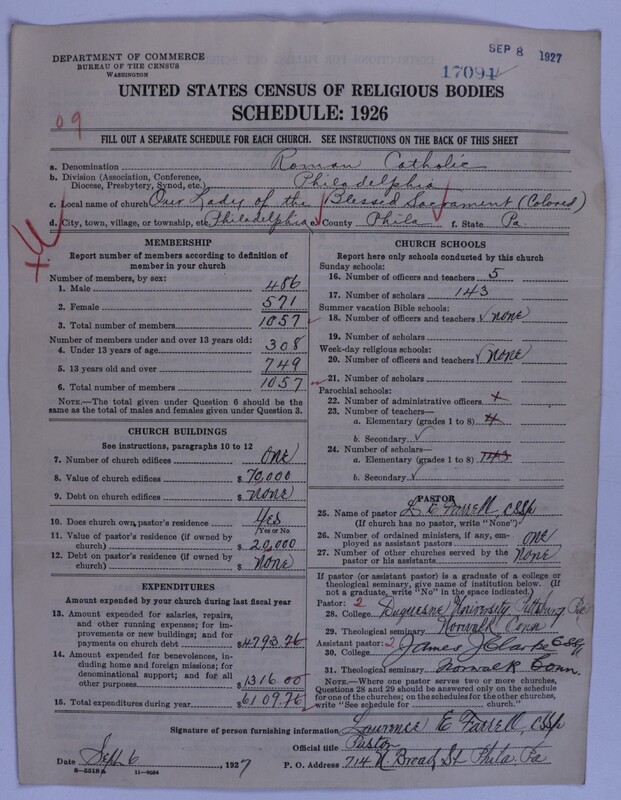 DEPARTMENT OF COMMERCE
BUREAU OF THE CENSUS
WASHINGTON
SEP 8 1927
17091
UNITED STATES CENSUS OF RELIGIOUS BODIES
SCHEDULE: 1926
09
FILL OUT A SEPARATE SCHEDULE FOR EACH CHURCH. SEE INSTRUCTIONS ON THE BACK OF THIS SHEET
a. Denomination Roman Catholic
b. Division (Association, Conference, Diocese, Presbytery, Synod, etc.) Philadelphia
c. Local name of church Our Lady of the Blessed Sacrament (Colored)
d. City, town, village, or township, etc. Philadelphia e. County Phila f. State Pa.
MEMBERSHIP
Report number of members according to definition of
member in your church
Number of members, by sex:
1. Male 486
2. Female 571
3. Total number of members 1057
Number of members under and over 13 years old:
4. Under 13 years of age 308
5. 13 years old and over 749
6. Total number of members 1057
NOTE.—The total given under Question 6 should be
the same as the total of males and females given under Question 3.
CHURCH BUILDINGS
See instructions, paragraphs 10 to 12
7. Number of church edifices one
8. Value of church edifices $ 70,000
9. Debt on church edifices $ none
10. Does church own pastor's residence Yes
Yes or No
11. Value of pastor's residence (if owned by
church) $ 20,000
12. Debt on pastor's residence (if owned by
church) $ none
EXPENDITURES
Amount expended by your church during last fiscal year
13. Amount expended for salaries, repairs,
and other running expenses; for im-
provements or new buildings; and for
payments on church debt $ 4793.76
14. Amount expended for benevolences, in-
cluding home and foreign missions; for
denominational support; and for all
other purposes $ 1316.00
15. Total expenditures during year $ 6109.76
CHURCH SCHOOLS
Report here only schools conducted by this church
Sunday schools:
16. Number of officers and teachers 5
17. Number of scholars 143
Summer vacation Bible schools:
18. Number of officers and teachers none
19. Number of scholars
Week-day religious schools:
20. Number of officers and teachers none
21. Number of scholars
Parochial schools:
22. Number of administrative officers
23. Number of teachers—
a. Elementary (grades 1 to 8) 4
b. Secondary
24. Number of scholars—
a. Elementary (grades 1 to 8) 143
b. Secondary
PASTOR
25. Name of pastor L. E. Farrell, CSSp
(If church has no pastor, write "None")
26. Number of ordained ministers, if any, em-
ployed as assistant pastors one
27. Number of other churches served by the
pastor or his assistants none
If pastor (or assistant pastor) is a graduate of a college or
theological seminary, give name of institution below. (If
not a graduate, write "No" in the space indicated.)
Pastor: 2
28. College Duquesne University, Pittsburg Pa
29. Theological seminary Norwalk Conn
Assistant pastor: 2 James J Clarke CSSp
30. College
31. Theological seminary Norwalk Conn.
NOTE.—Where one pastor serves two or more churches,
Questions 28 and 29 should be answered only on the schedule
for one of the churches; on the schedules for the other churches,
write "See schedule for church."
Signature of person furnishing information Lawrence E Farrell, CSSp
Official title Pastor
Date Sept 6, 1927 P. O. Address 714 N. Broad St Phila. Pa
8-5518 11-9084